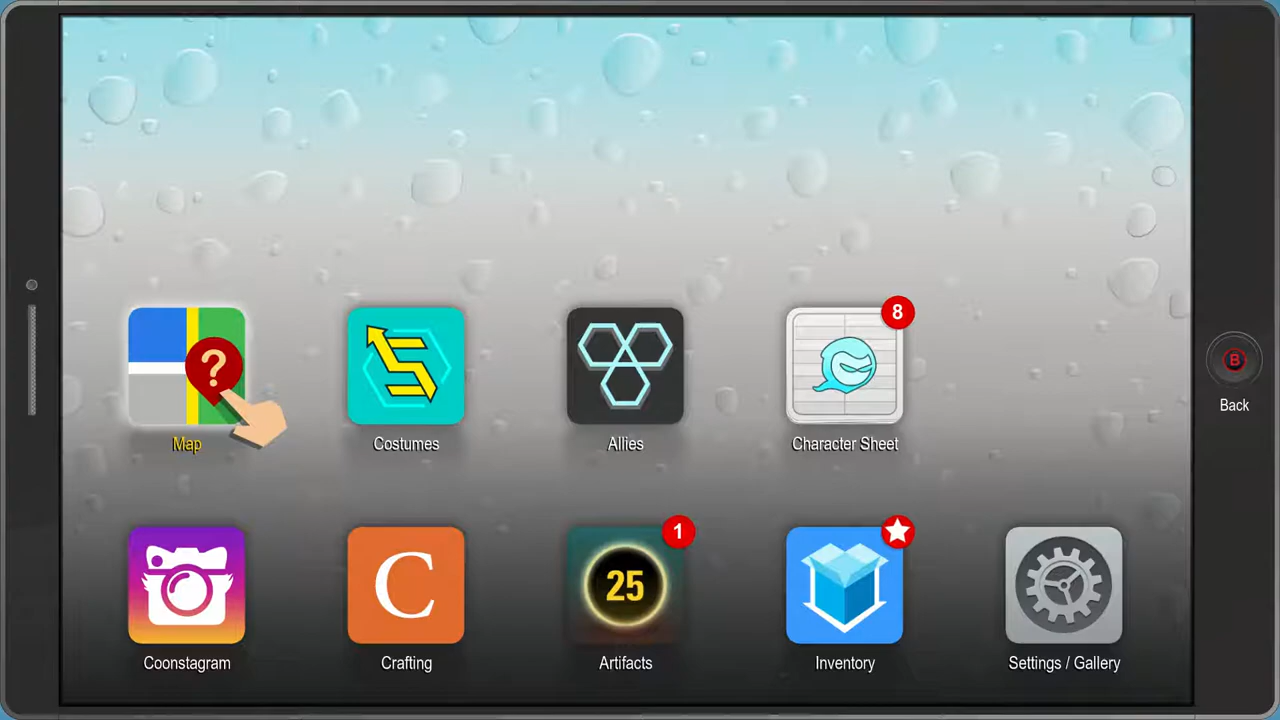 ?
8
B
Back
Map
Costumes
Allies
Character Sheet
1
C
25
Coonstagram
Crafting
Artifacts
Inventory
Settings / Gallery